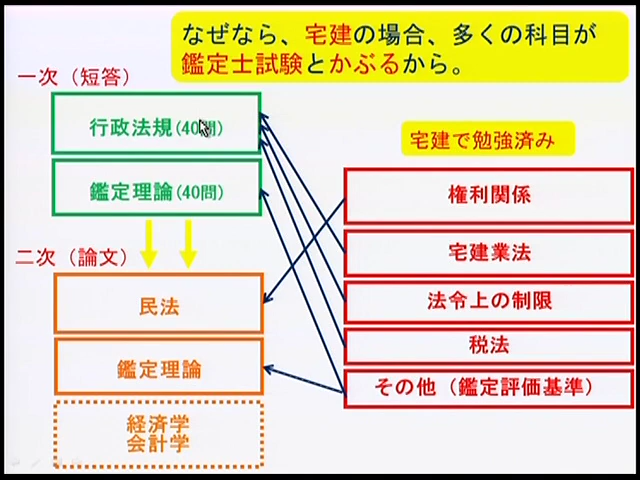 なぜなら、宅建の場合、多くの科目が
鑑定士試験とかぶるから。
一次（短答）
行政法規(40問)
鑑定理論(40問)
二次（論文）
民法
鑑定理論
経済学
会計学
宅建で勉強済み
権利関係
宅建業法
法令上の制限
税法
その他（鑑定評価基準）